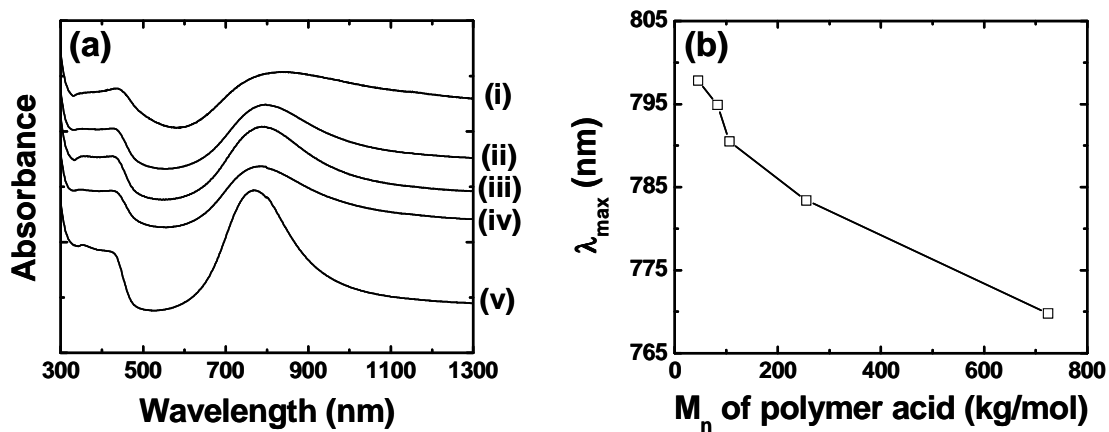 (a)
(i)
(ii)
(iii)
(iv)
(v)
Absorbance
300 500 700 900 1100 1300
Wavelength (nm)
(b)
805
795
785
775
765
λmax (nm)
0 200 400 600 800
Mn of polymer acid (kg/mol)